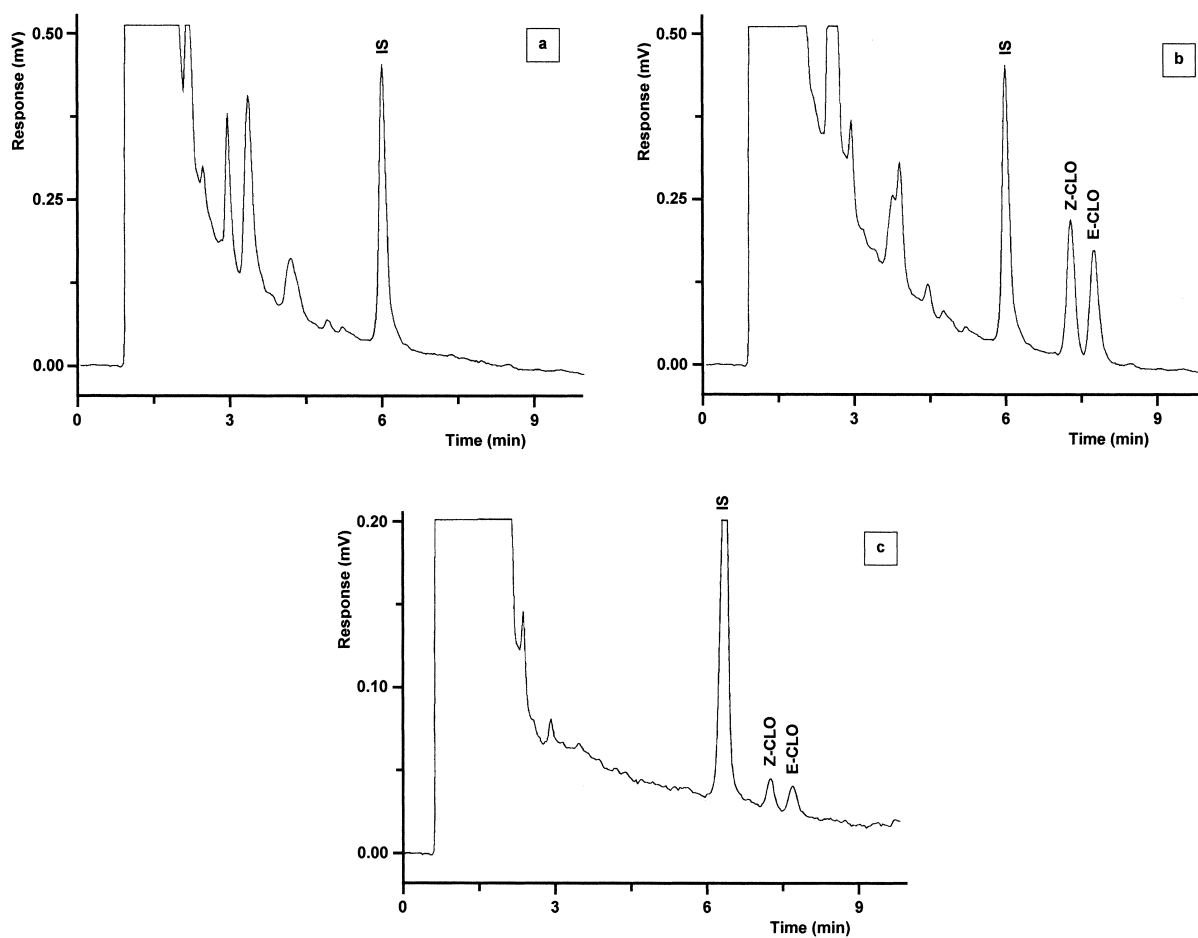 Response (mV)
0.50
0.25
0.00
a
IS
0
3
6
9
Time (min)
Response (mV)
0.50
0.25
0.00
b
IS
Z-CLO
E-CLO
0
3
6
9
Time (min)
Response (mV)
0.20
0.10
0.00
c
IS
Z-CLO
E-CLO
0
3
6
9
Time (min)